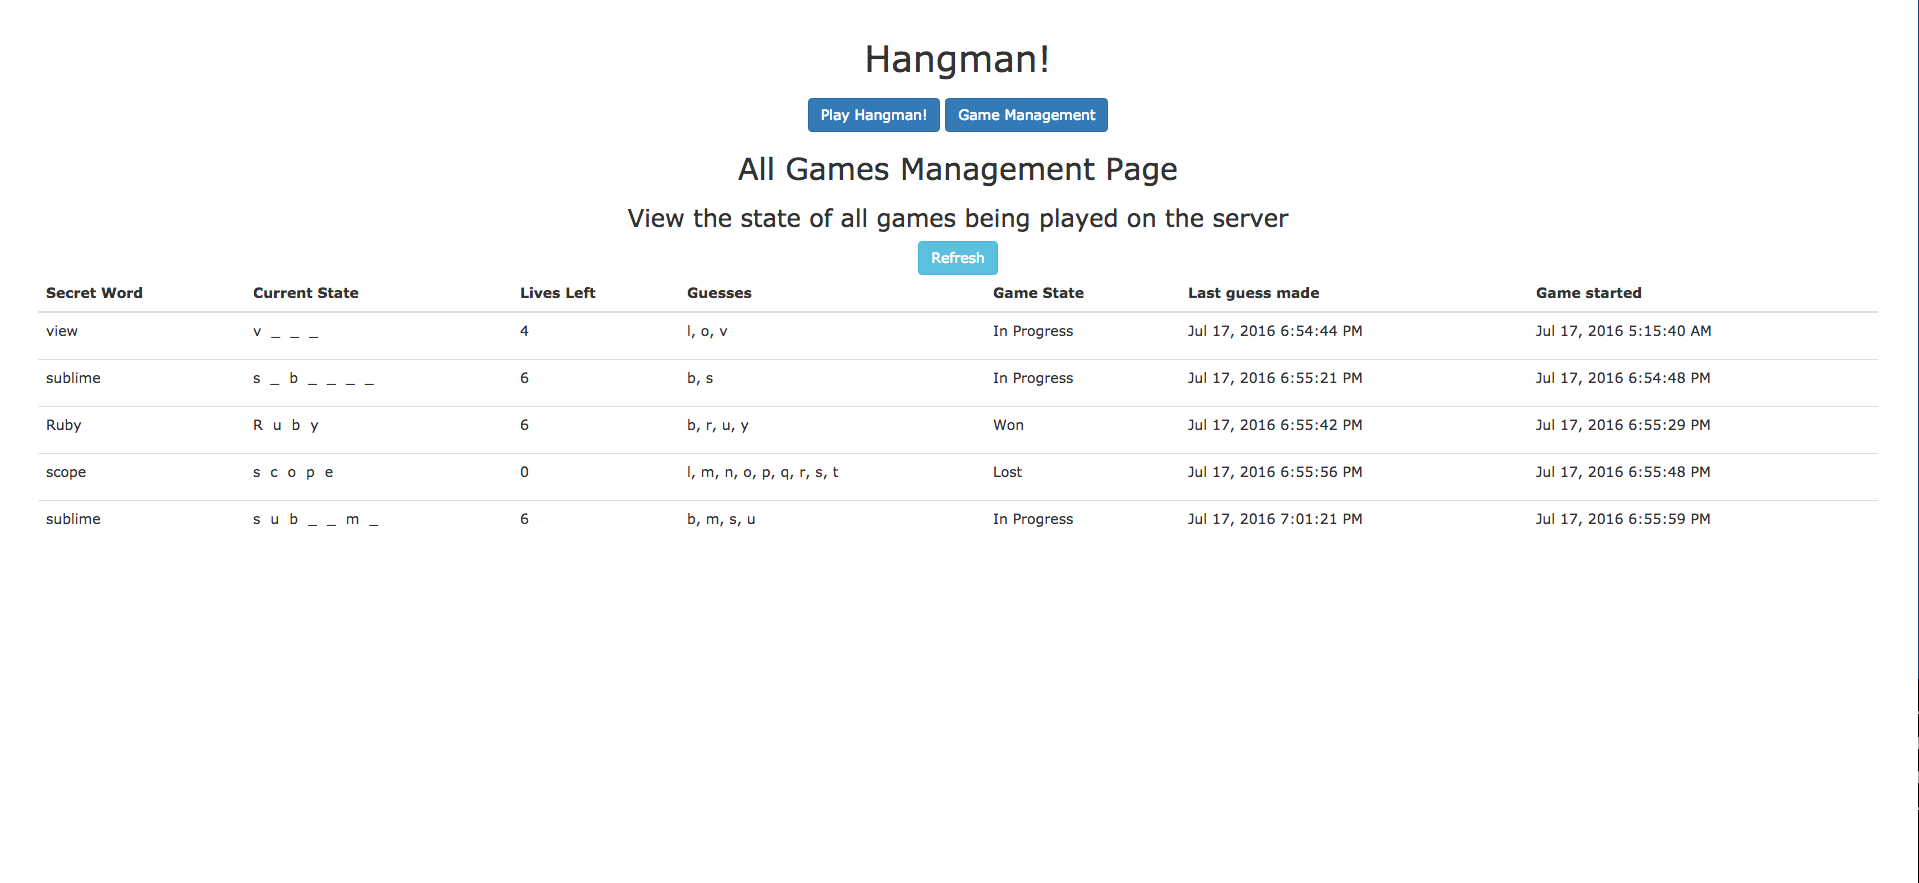 Hangman!
Play Hangman! Game Management
All Games Management Page
View the state of all games being played on the server
Refresh
Secret Word Current State Lives Left Guesses Game State Last guess made Game started
view v _ _ _ 4 l, o, v In Progress Jul 17, 2016 6:54:44 PM Jul 17, 2016 5:15:40 AM
sublime s _ b _ _ _ _ 6 b, s In Progress Jul 17, 2016 6:55:21 PM Jul 17, 2016 6:54:48 PM
Ruby R u b y 6 b, r, u, y Won Jul 17, 2016 6:55:42 PM Jul 17, 2016 6:55:29 PM
scope s c o p e 0 l, m, n, o, p, q, r, s, t Lost Jul 17, 2016 6:55:56 PM Jul 17, 2016 6:55:48 PM
sublime s u b _ _ m _ 6 b, m, s, u In Progress Jul 17, 2016 7:01:21 PM Jul 17, 2016 6:55:59 PM